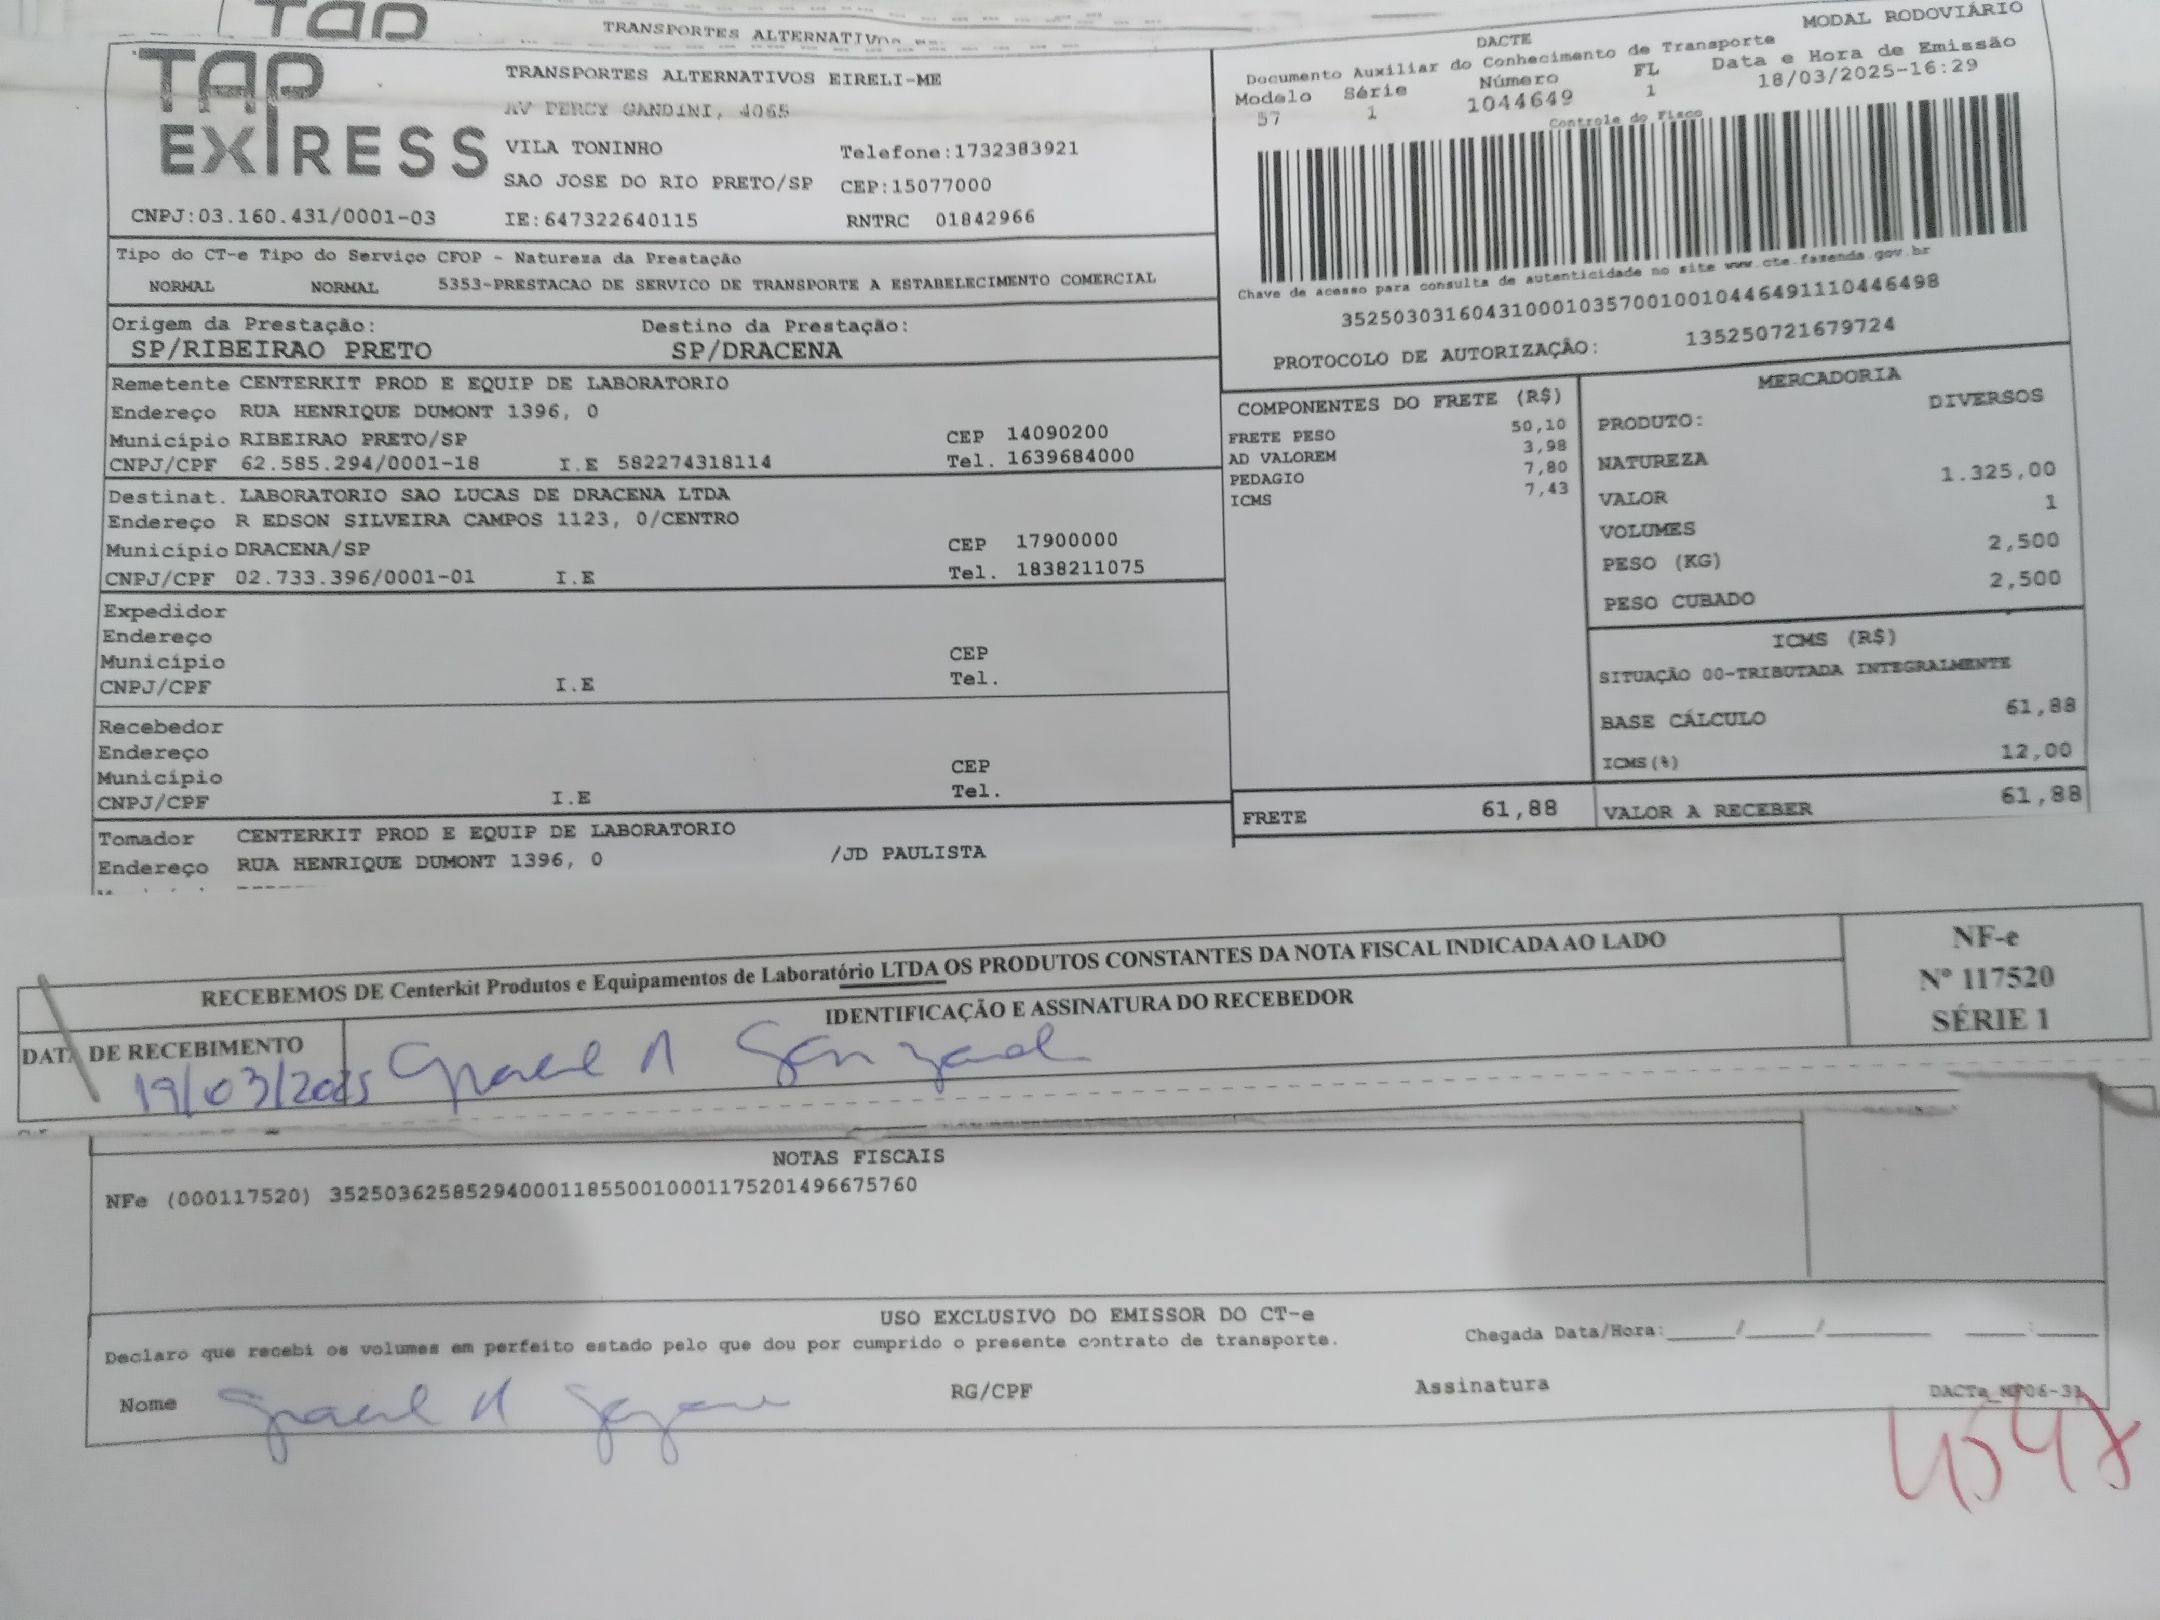 TAP
TRANSPORTES ALTERNATIVOS
TAP
EXPRESS
TRANSPORTES ALTERNATIVOS EIRELI-ME
AV PERCY GANDINI, 4065
VILA TONINHO Telefone:1732383921
SAO JOSE DO RIO PRETO/SP CEP:15077000
CNPJ:03.160.431/0001-03 IE:647322640115 RNTRC 01842966
DACTE MODAL RODOVIÁRIO
Documento Auxiliar do Conhecimento de Transporte
Modelo Série Número FL Data e Hora de Emissão
57 1 1044649 1 18/03/2025-16:29
Controle do Fisco
Chave de acesso para consulta de autenticidade no site www.cte.fazenda.gov.br
35250303160431000103570010010446491110446498
PROTOCOLO DE AUTORIZAÇÃO: 135250721679724
Tipo do CT-e Tipo do Serviço CFOP - Natureza da Prestação
NORMAL NORMAL 5353-PRESTACAO DE SERVICO DE TRANSPORTE A ESTABELECIMENTO COMERCIAL
Origem da Prestação: Destino da Prestação:
SP/RIBEIRAO PRETO SP/DRACENA
Remetente CENTERKIT PROD E EQUIP DE LABORATORIO
Endereço RUA HENRIQUE DUMONT 1396, 0
Município RIBEIRAO PRETO/SP CEP 14090200
CNPJ/CPF 62.585.294/0001-18 I.E 582274318114 Tel. 1639684000
Destinat. LABORATORIO SAO LUCAS DE DRACENA LTDA
Endereço R EDSON SILVEIRA CAMPOS 1123, 0/CENTRO
Município DRACENA/SP CEP 17900000
CNPJ/CPF 02.733.396/0001-01 I.E Tel. 1838211075
Expedidor
Endereço
Município CEP
CNPJ/CPF I.E Tel.
Recebedor
Endereço
Município CEP
CNPJ/CPF I.E Tel.
Tomador CENTERKIT PROD E EQUIP DE LABORATORIO
Endereço RUA HENRIQUE DUMONT 1396, 0 /JD PAULISTA
COMPONENTES DO FRETE (R$)
FRETE PESO 50,10
AD VALOREM 3,98
PEDAGIO 7,80
ICMS 7,43
FRETE 61,88
MERCADORIA
PRODUTO: DIVERSOS
NATUREZA
VALOR 1.325,00
VOLUMES 1
PESO (KG) 2,500
PESO CUBADO 2,500
ICMS (R$)
SITUAÇÃO 00-TRIBUTADA INTEGRALMENTE
BASE CÁLCULO 61,88
ICMS(%) 12,00
VALOR A RECEBER 61,88
RECEBEMOS DE Centerkit Produtos e Equipamentos de Laboratório LTDA OS PRODUTOS CONSTANTES DA NOTA FISCAL INDICADA AO LADO
DATA DE RECEBIMENTO IDENTIFICAÇÃO E ASSINATURA DO RECEBEDOR
19/03/2025
NF-e
Nº 117520
SÉRIE 1
NOTAS FISCAIS
NFe (000117520) 35250362585294000118550010001175201496675760
USO EXCLUSIVO DO EMISSOR DO CT-e
Declaro que recebi os volumes em perfeito estado pelo que dou por cumprido o presente contrato de transporte. Chegada Data/Hora:_____/_____/________ ____:____
Nome RG/CPF Assinatura